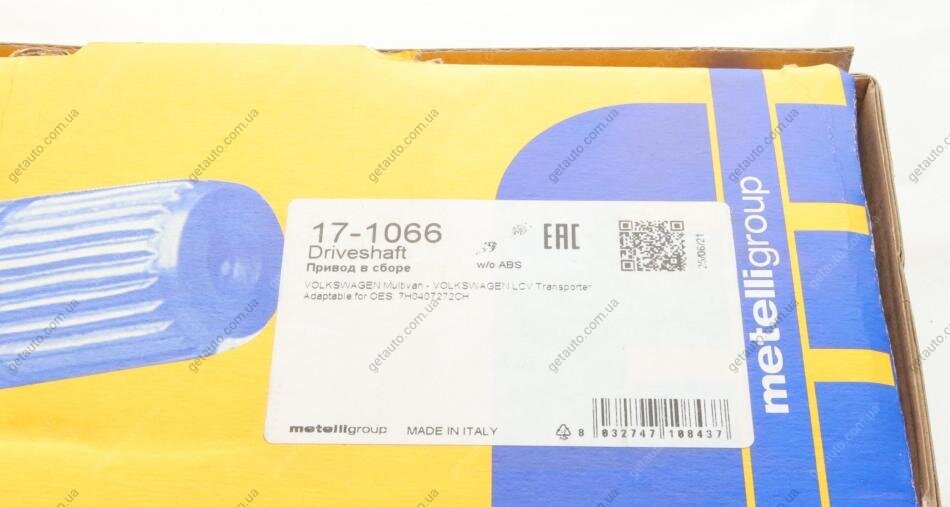 17-1066
Driveshaft
Привод в сборе
w/o ABS
EAC
25/06/21
VOLKSWAGEN Multivan - VOLKSWAGEN LCV Transporter
Adaptable for OES: 7H0407272CH
metelligroup
MADE IN ITALY
8 032747 108437
metelligroup
getauto.com.ua